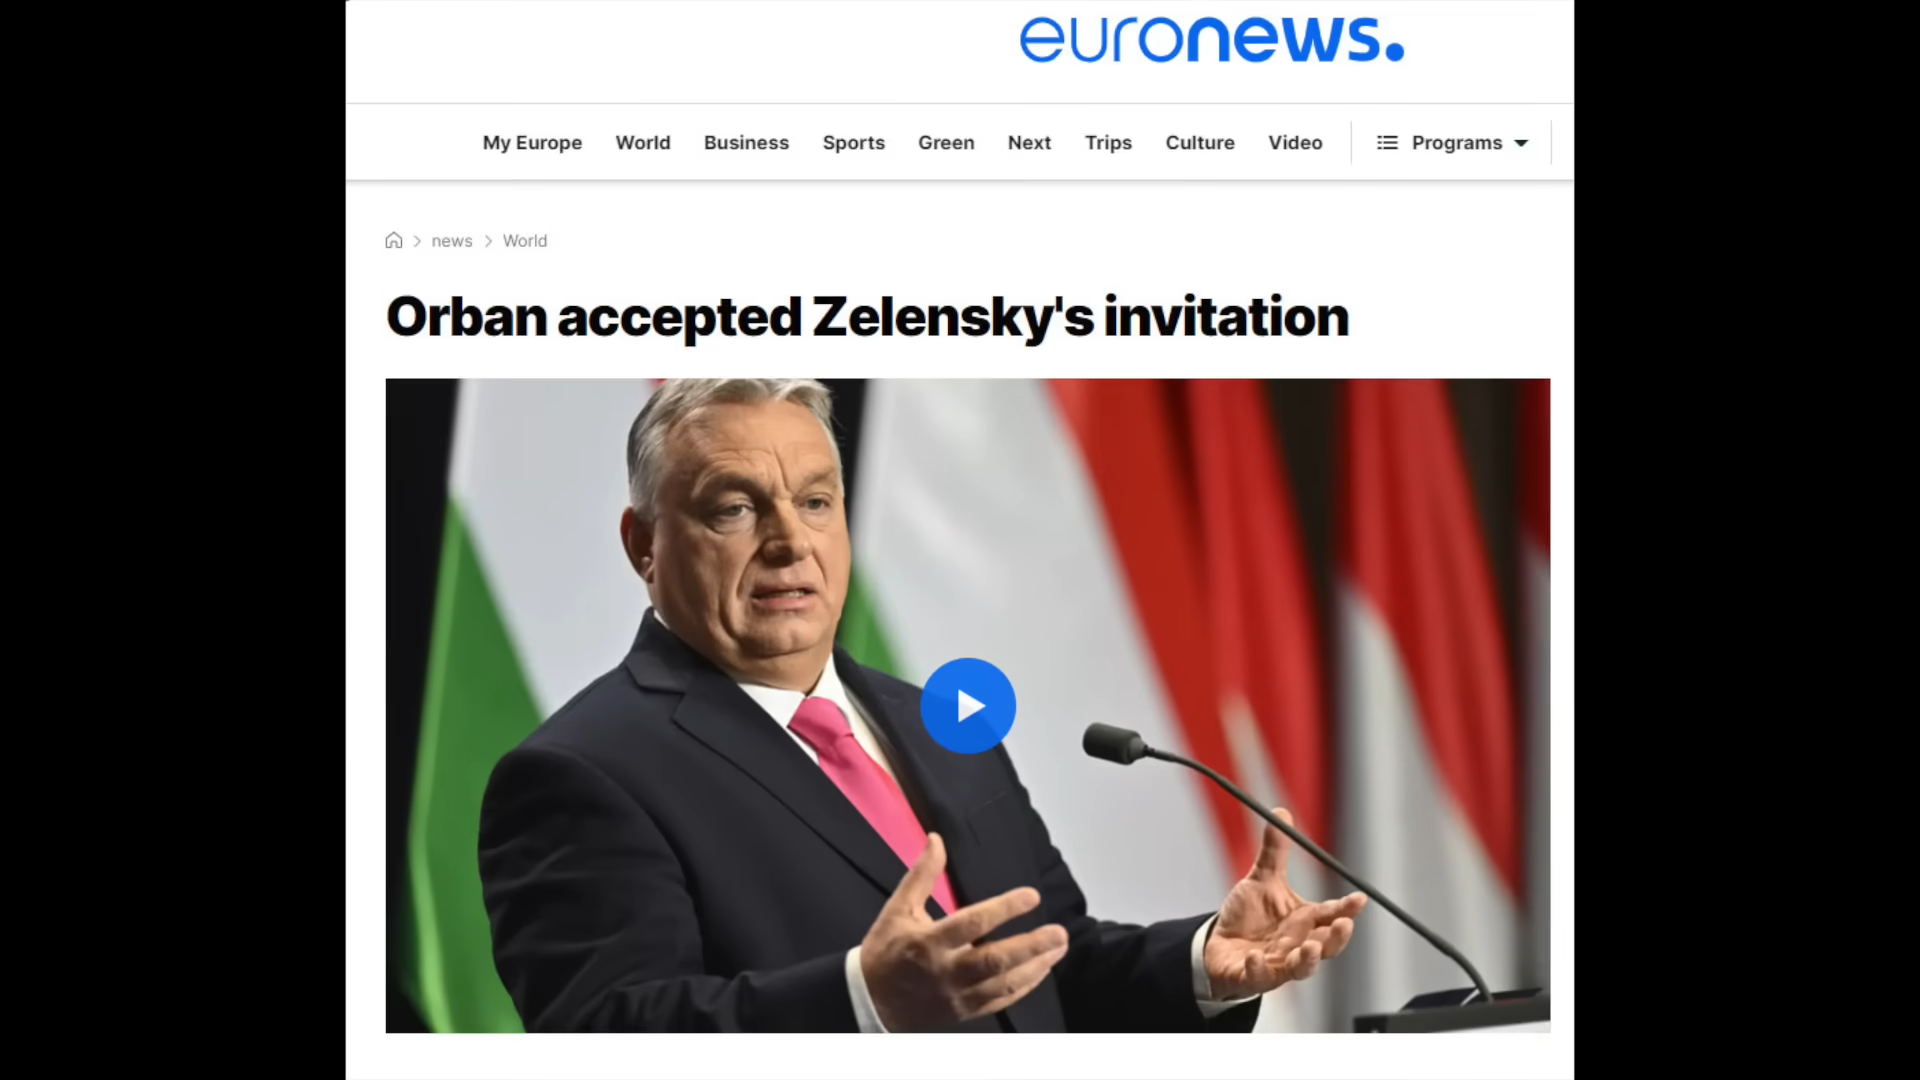 euronews.
My Europe World Business Sports Green Next Trips Culture Video Programs
news World
Orban accepted Zelensky's invitation